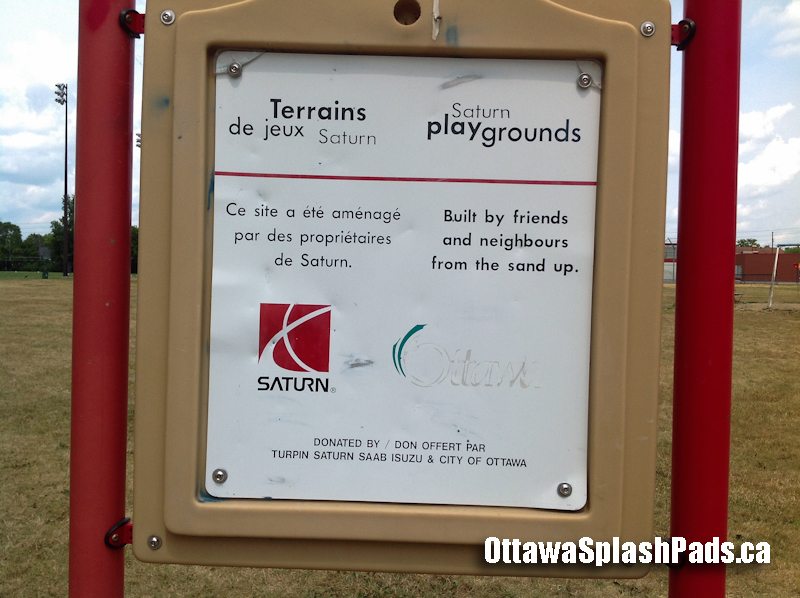 Terrains
de jeux Saturn
Saturn
playgrounds
Ce site a été aménagé
par des propriétaires
de Saturn.
Built by friends
and neighbours
from the sand up.
SATURN®
Ottawa
DONATED BY / DON OFFERT PAR
TURPIN SATURN SAAB ISUZU & CITY OF OTTAWA
OttawaSplashPads.ca